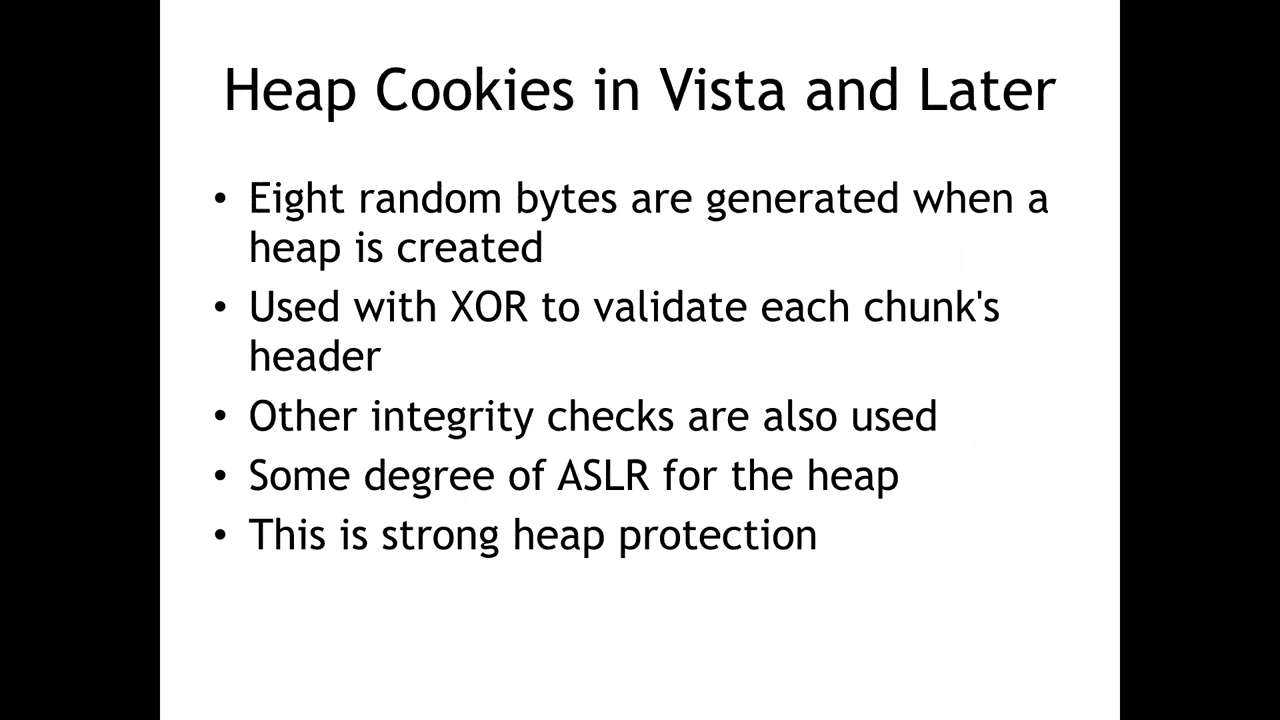 Heap Cookies in Vista and Later
• Eight random bytes are generated when a
heap is created
• Used with XOR to validate each chunk's
header
• Other integrity checks are also used
• Some degree of ASLR for the heap
• This is strong heap protection